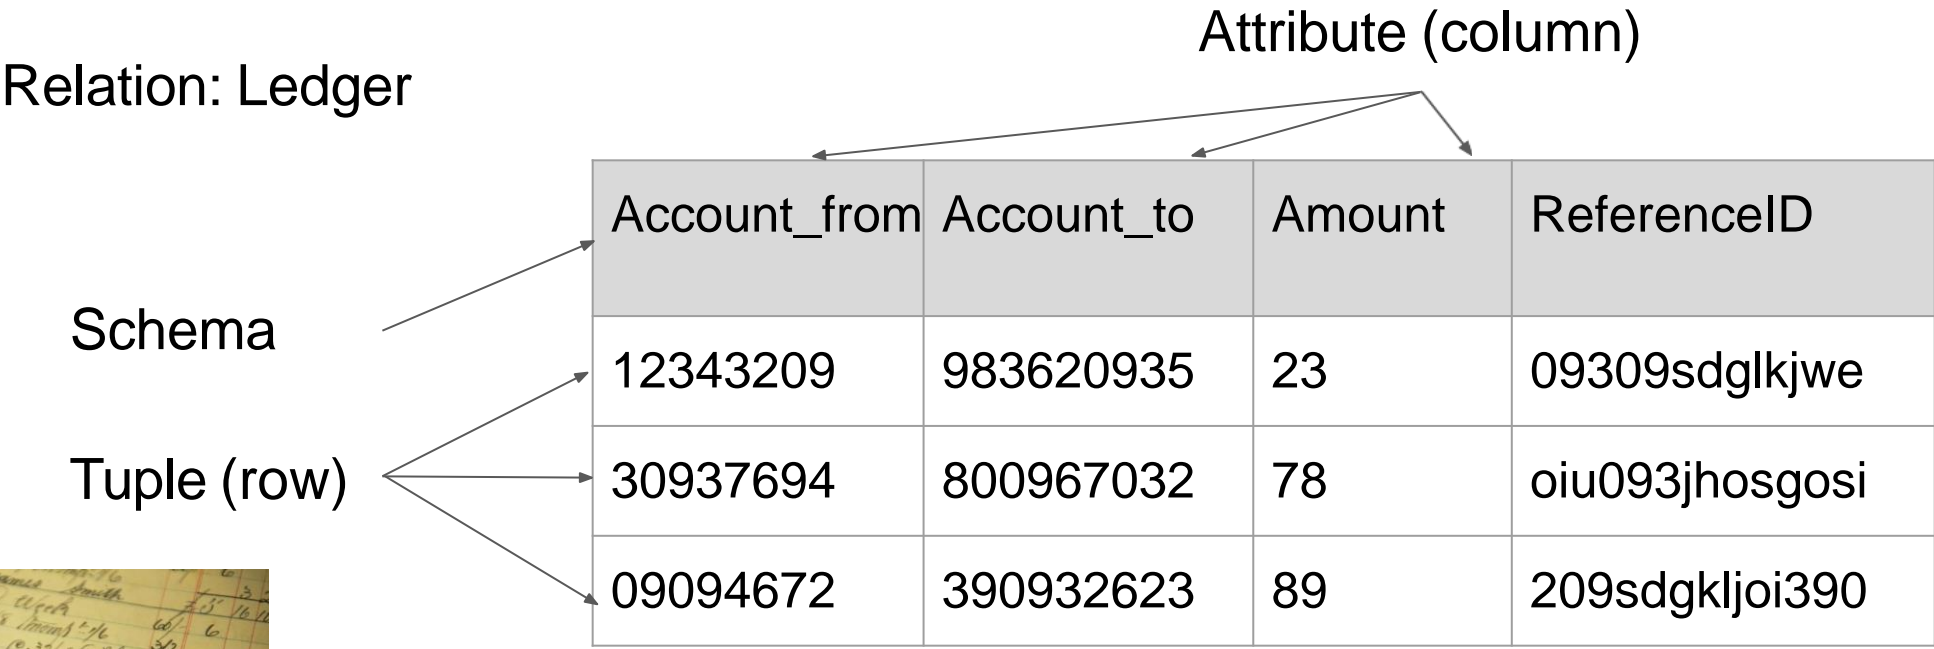 Attribute (column)
Relation: Ledger
Account_from Account_to Amount ReferenceID
Schema
12343209 983620935 23 09309sdglkjwe
Tuple (row)
30937694 800967032 78 oiu093jhosgosi
09094672 390932623 89 209sdgkljoi390
Smith